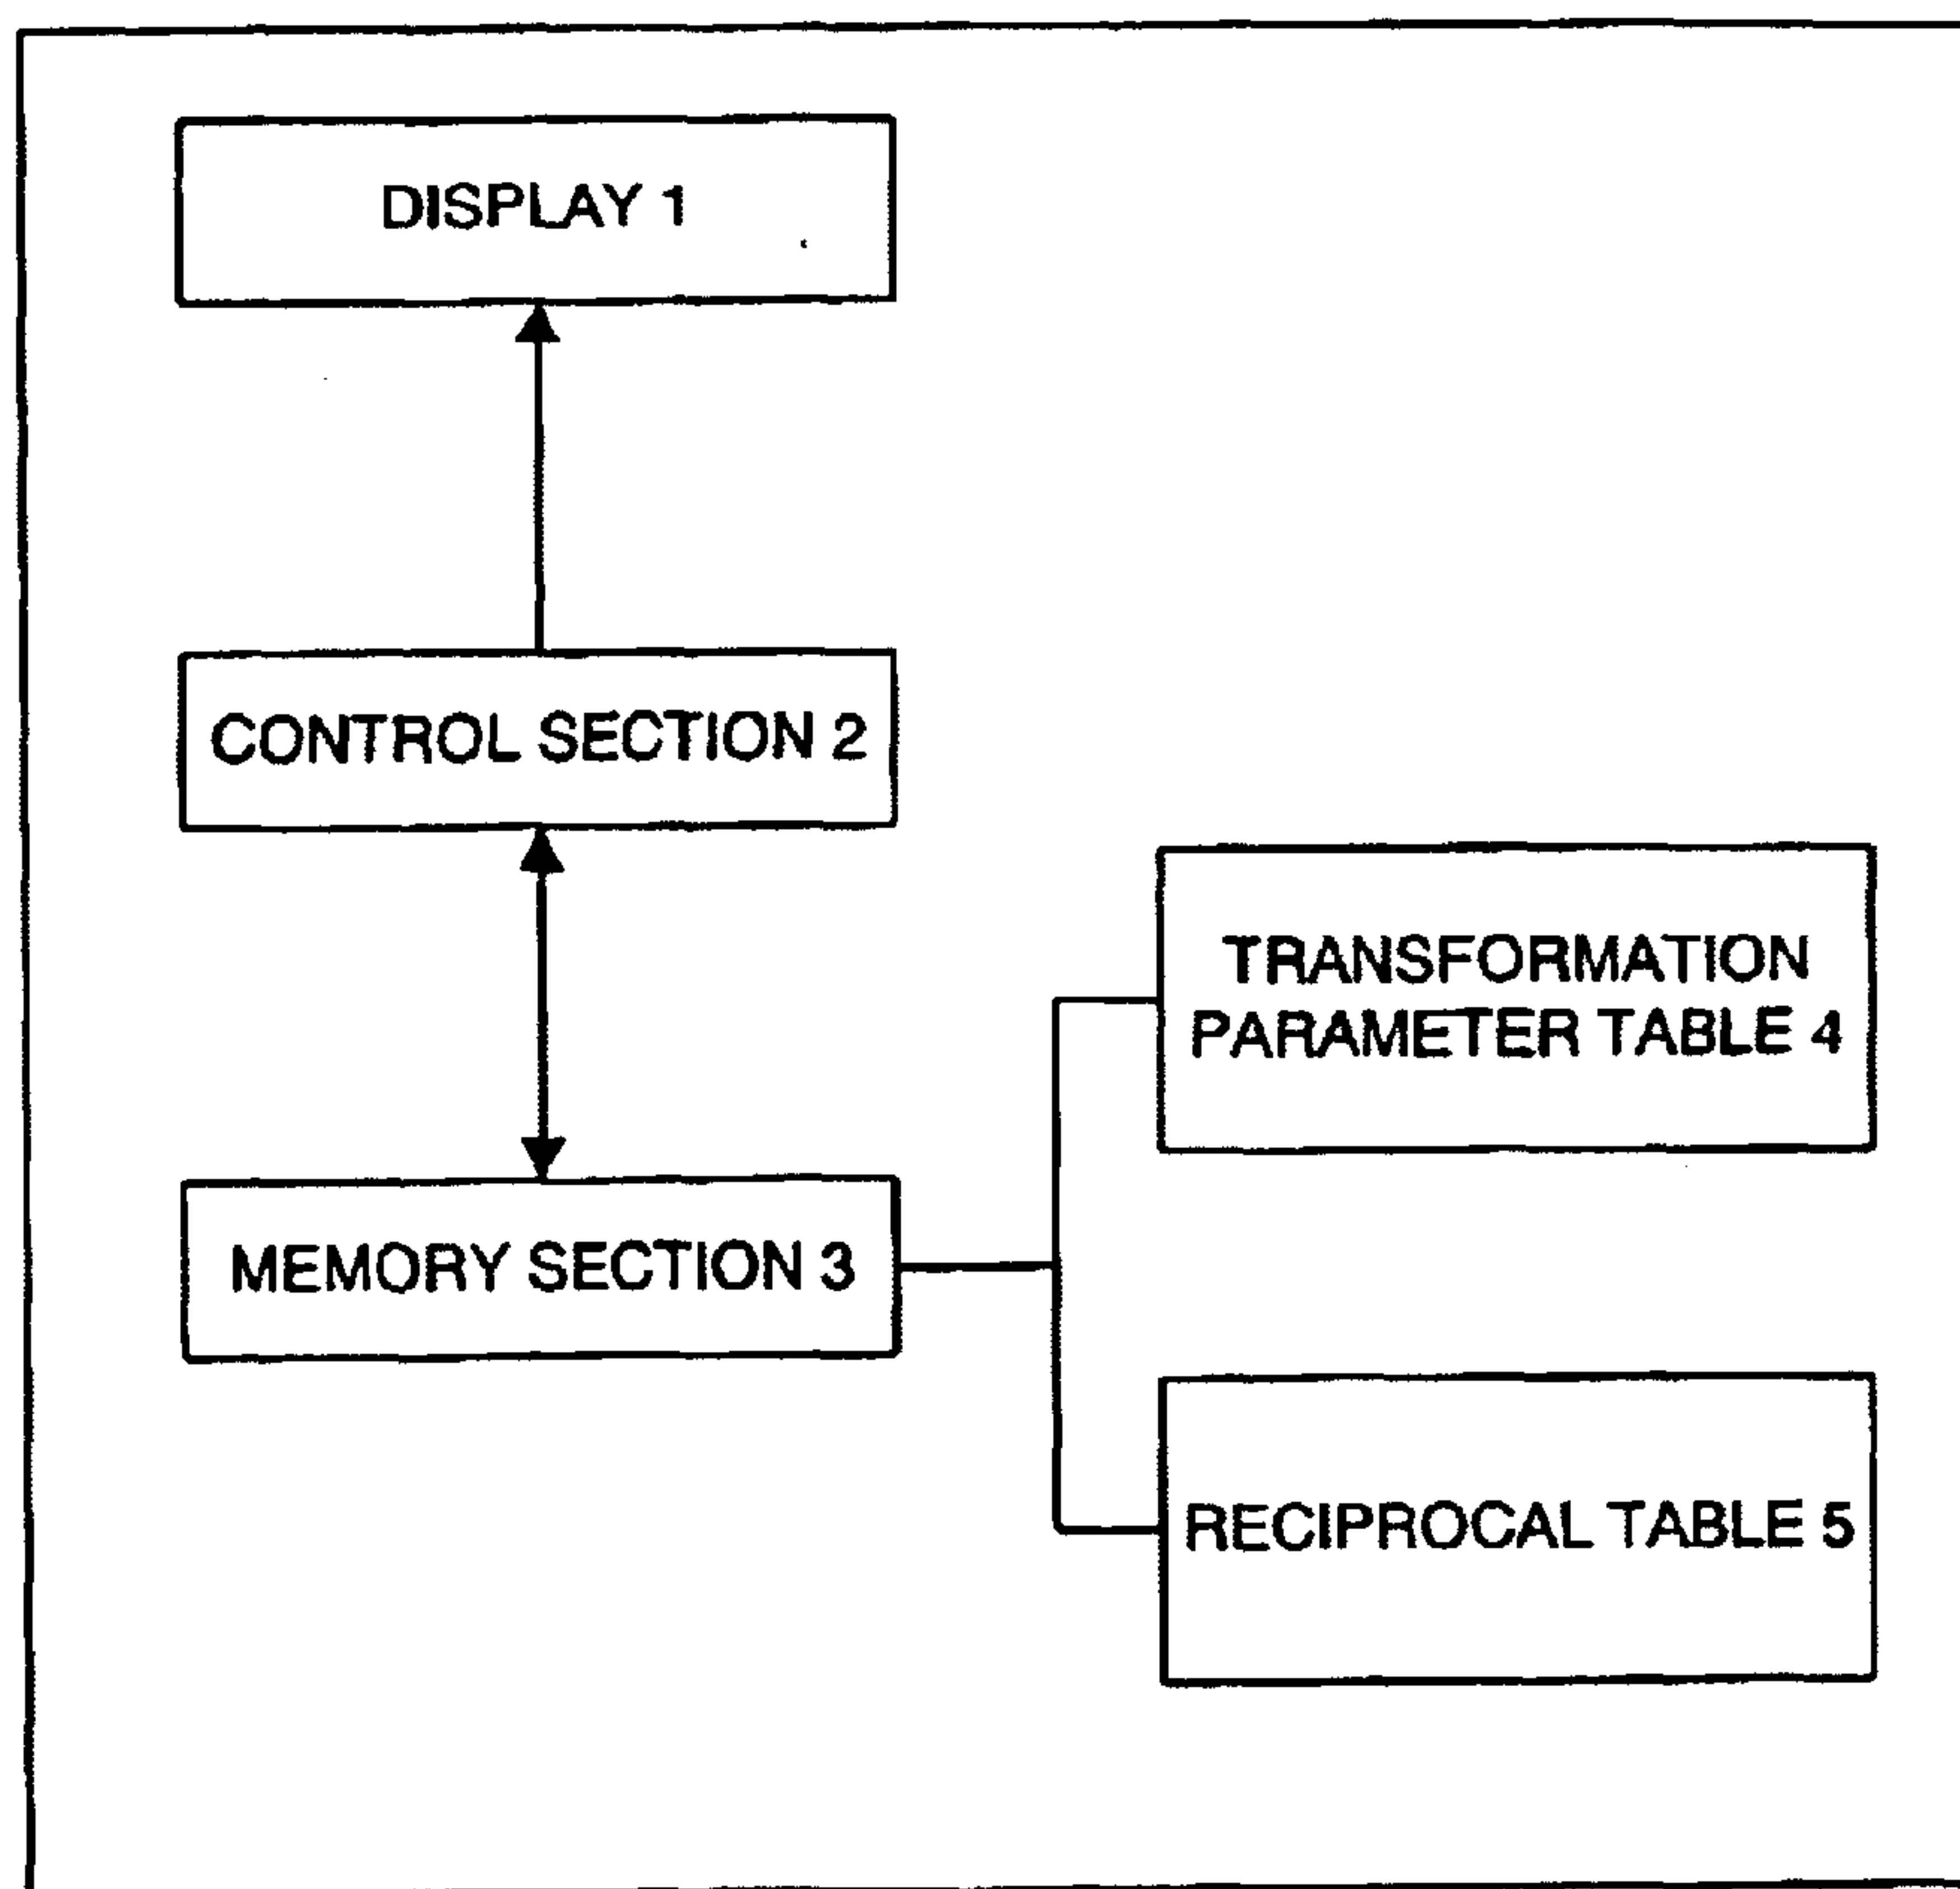 DISPLAY 1
CONTROL SECTION 2
MEMORY SECTION 3
TRANSFORMATION
PARAMETER TABLE 4
RECIPROCAL TABLE 5